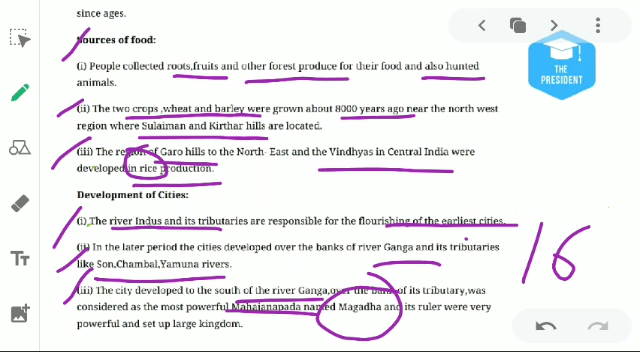 since ages.
Sources of food:
(i) People collected roots,fruits and other forest produce for their food and also hunted
animals.
(ii) The two crops ,wheat and barley were grown about 8000 years ago near the north west
region where Sulaiman and Kirthar hills are located.
(iii) The region of Garo hills to the North- East and the Vindhyas in Central India were
developed in rice production.
Development of Cities:
(i) The river Indus and its tributaries are responsible for the flourishing of the earliest cities.
(ii) In the later period the cities developed over the banks of river Ganga and its tributaries
like Son,Chambal,Yamuna rivers.
(iii) The city developed to the south of the river Ganga,over the bank of its tributary,was
considered as the most powerful Mahajanapada named Magadha and its ruler were very
powerful and set up large kingdom.
16
THE
PRESIDENT
Tt